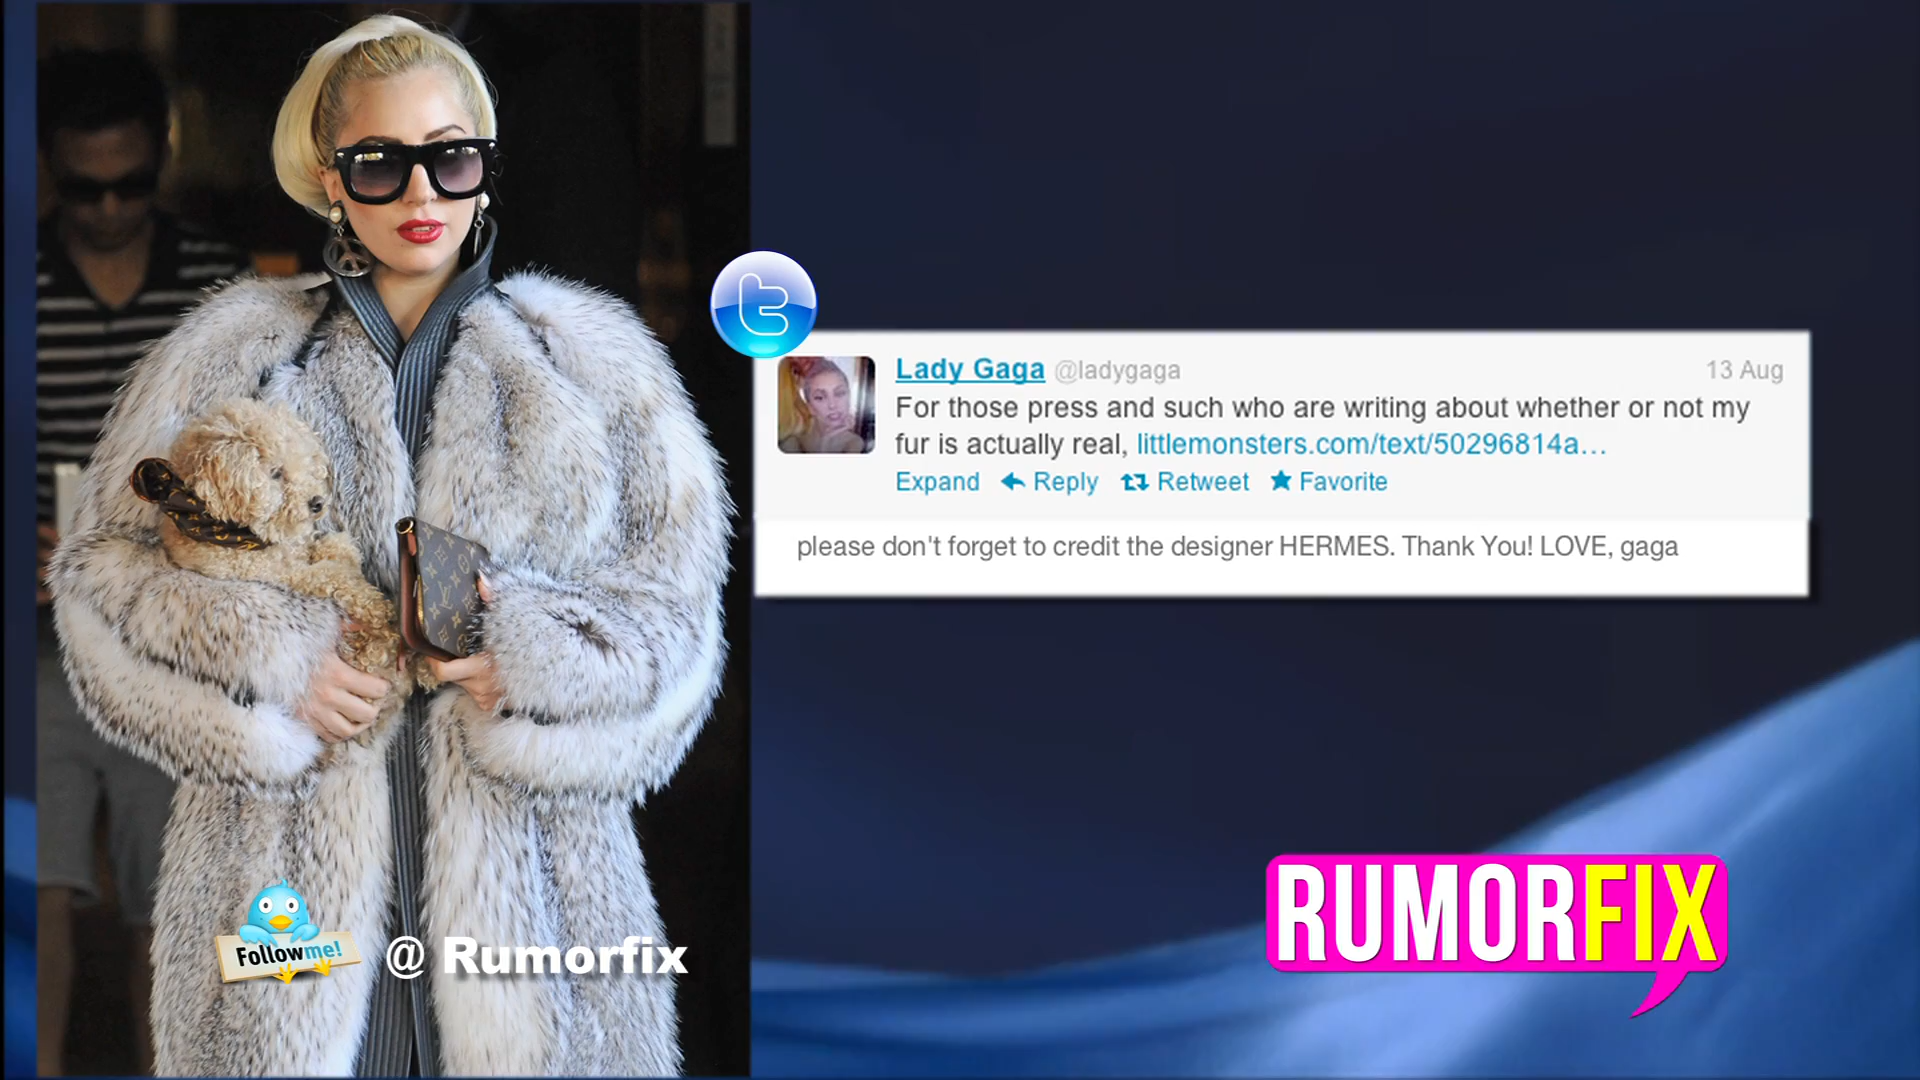 Lady Gaga @ladygaga 13 Aug
For those press and such who are writing about whether or not my
fur is actually real, littlemonsters.com/text/50296814a...
Expand Reply Retweet Favorite
please don't forget to credit the designer HERMES. Thank You! LOVE, gaga
Followme!
@ Rumorfix
RUMORFIX